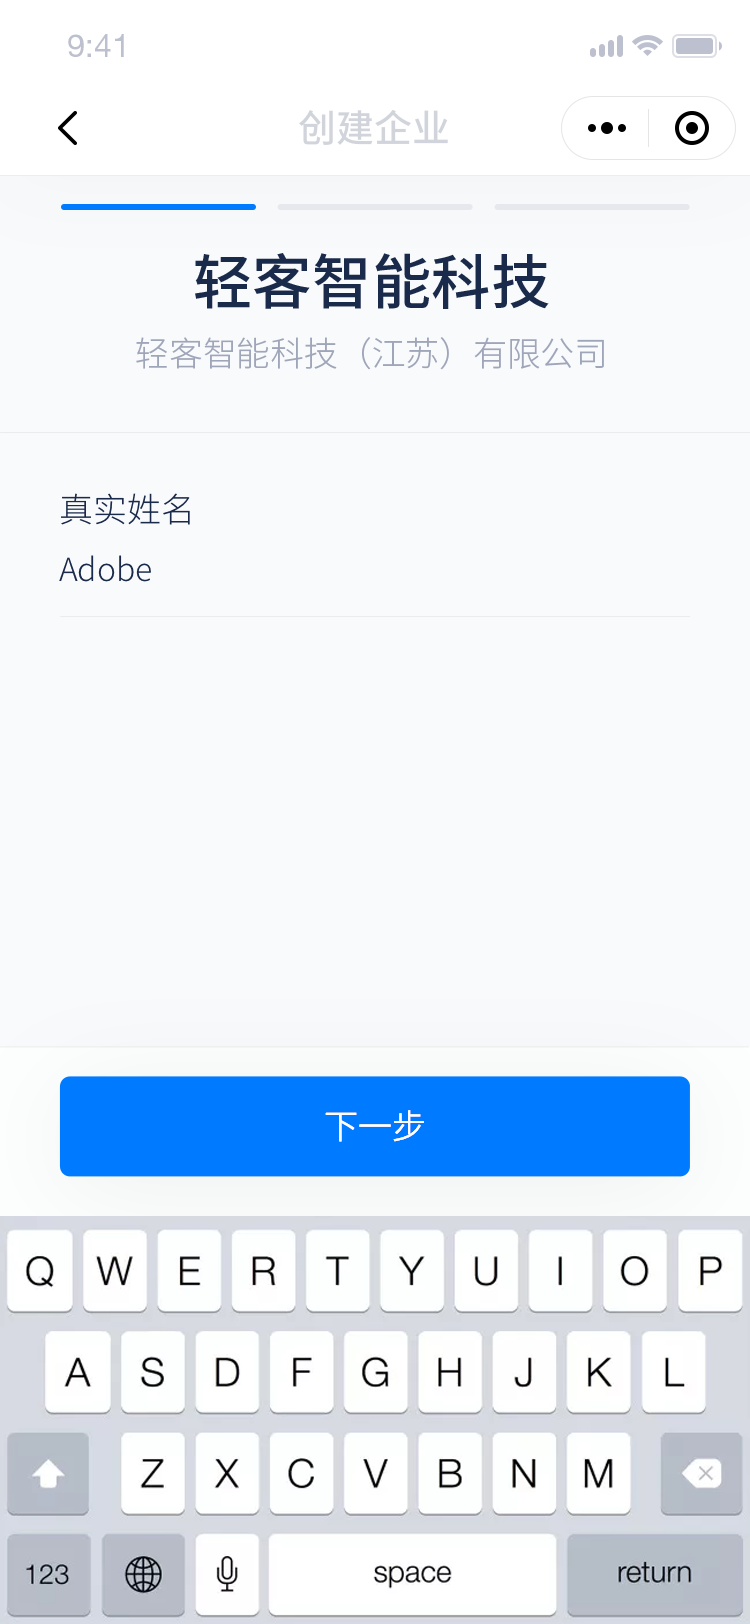 9:41
创建企业
轻客智能科技
轻客智能科技（江苏）有限公司
真实姓名
Adobe
下一步
Q W E R T Y U I O P
A S D F G H J K L
Z X C V B N M
123 space return